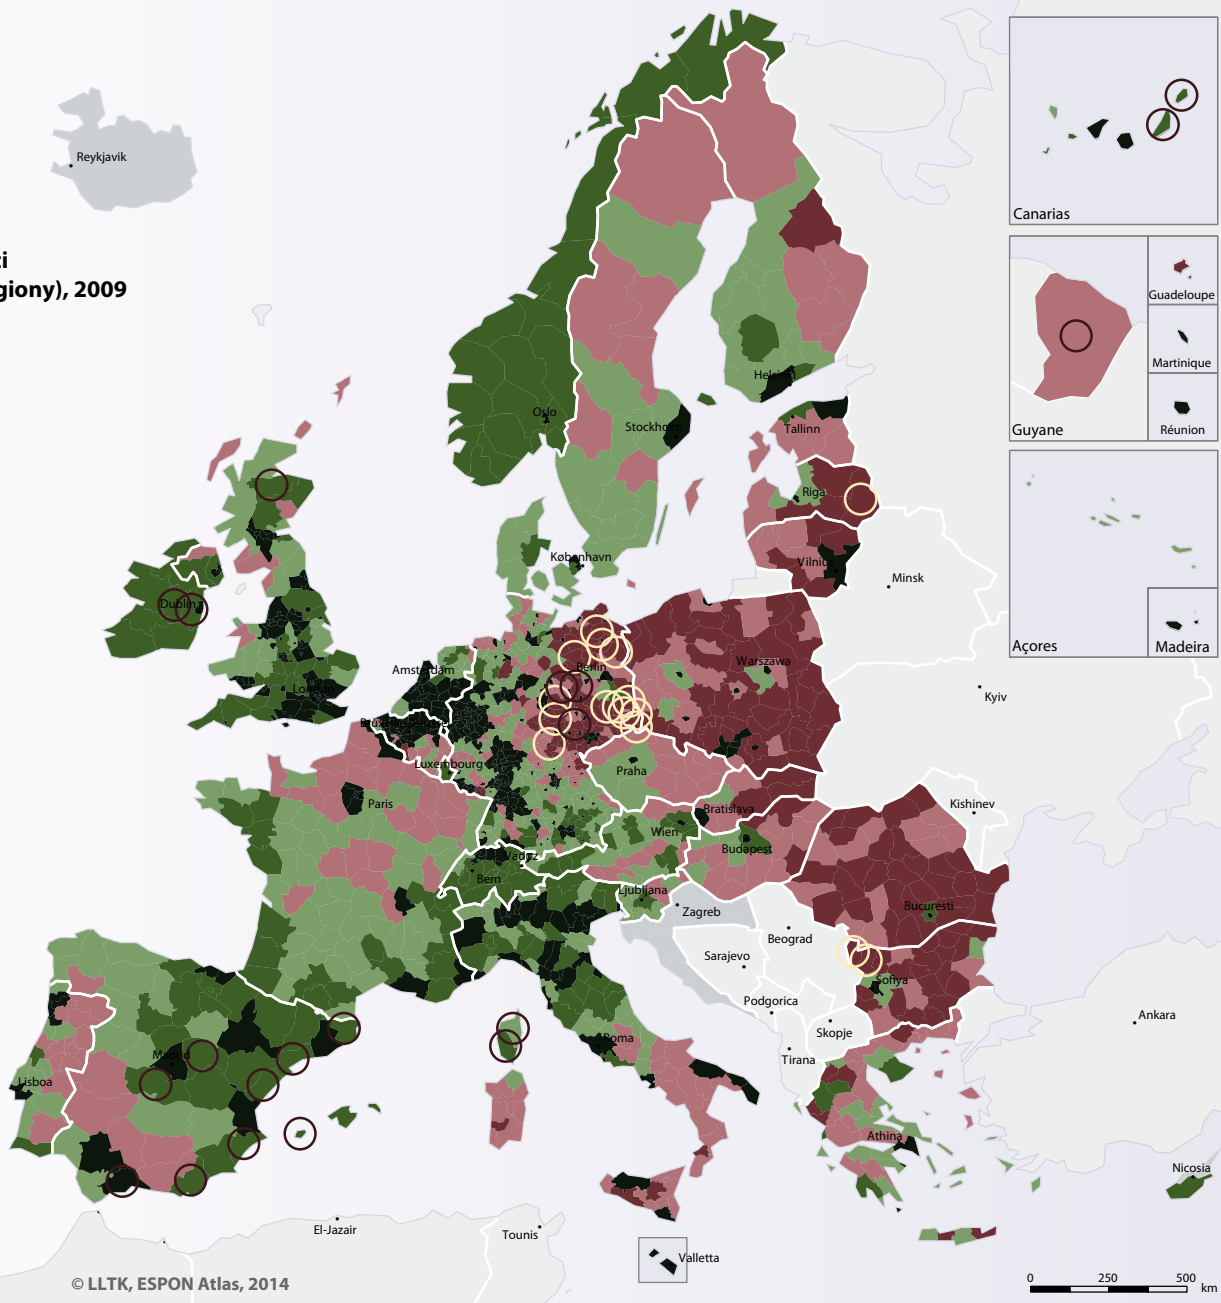 Reykjavik
Canarias
ti
giony), 2009
Guadeloupe
Martinique
Guyane
Réunion
Helsinki
Oslo
Stockholm
Tallinn
Riga
Açores
Madeira
København
Vilnius
Minsk
Dublin
Berlin
Warszawa
Amsterdam
London
Kyiv
Luxembourg
Praha
Paris
Bratislava
Kishinev
Wien
Vaduz
Budapest
Bern
Ljubljana
Zagreb
Bucuresti
Beograd
Sarajevo
Sofiya
Podgorica
Skopje
Ankara
Madrid
Roma
Tirana
Lisboa
Athina
Nicosia
El-Jazair
Tounis
Valletta
© LLTK, ESPON Atlas, 2014
0 250 500
km